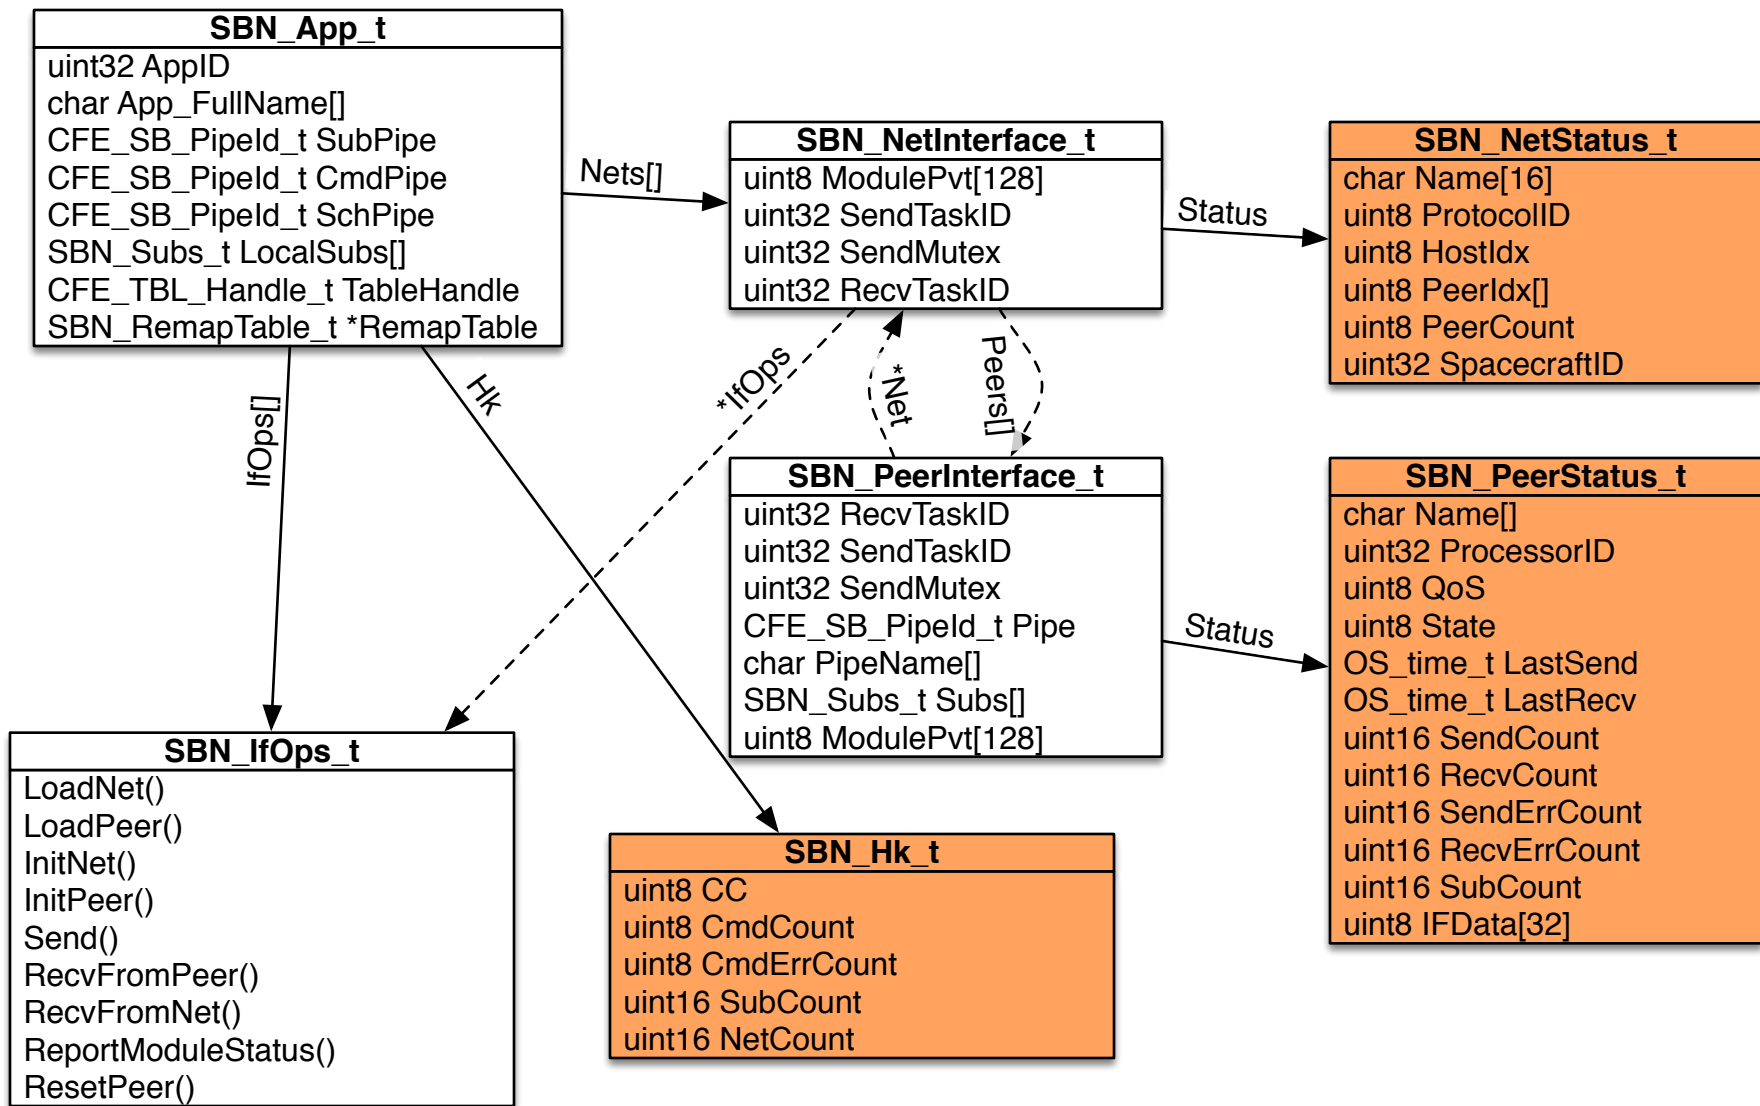 SBN_App_t
uint32 AppID
char App_FullName[]
CFE_SB_PipeId_t SubPipe
CFE_SB_PipeId_t CmdPipe
CFE_SB_PipeId_t SchPipe
SBN_Subs_t LocalSubs[]
CFE_TBL_Handle_t TableHandle
SBN_RemapTable_t *RemapTable
Nets[]
SBN_NetInterface_t
uint8 ModulePvt[128]
uint32 SendTaskID
uint32 SendMutex
uint32 RecvTaskID
Status
SBN_NetStatus_t
char Name[16]
uint8 ProtocolID
uint8 HostIdx
uint8 PeerIdx[]
uint8 PeerCount
uint32 SpacecraftID
IfOps[]
Hk
*IfOps
*Net
Peers[]
SBN_PeerInterface_t
uint32 RecvTaskID
uint32 SendTaskID
uint32 SendMutex
CFE_SB_PipeId_t Pipe
char PipeName[]
SBN_Subs_t Subs[]
uint8 ModulePvt[128]
Status
SBN_PeerStatus_t
char Name[]
uint32 ProcessorID
uint8 QoS
uint8 State
OS_time_t LastSend
OS_time_t LastRecv
uint16 SendCount
uint16 RecvCount
uint16 SendErrCount
uint16 RecvErrCount
uint16 SubCount
uint8 IFData[32]
SBN_IfOps_t
LoadNet()
LoadPeer()
InitNet()
InitPeer()
Send()
RecvFromPeer()
RecvFromNet()
ReportModuleStatus()
ResetPeer()
SBN_Hk_t
uint8 CC
uint8 CmdCount
uint8 CmdErrCount
uint16 SubCount
uint16 NetCount